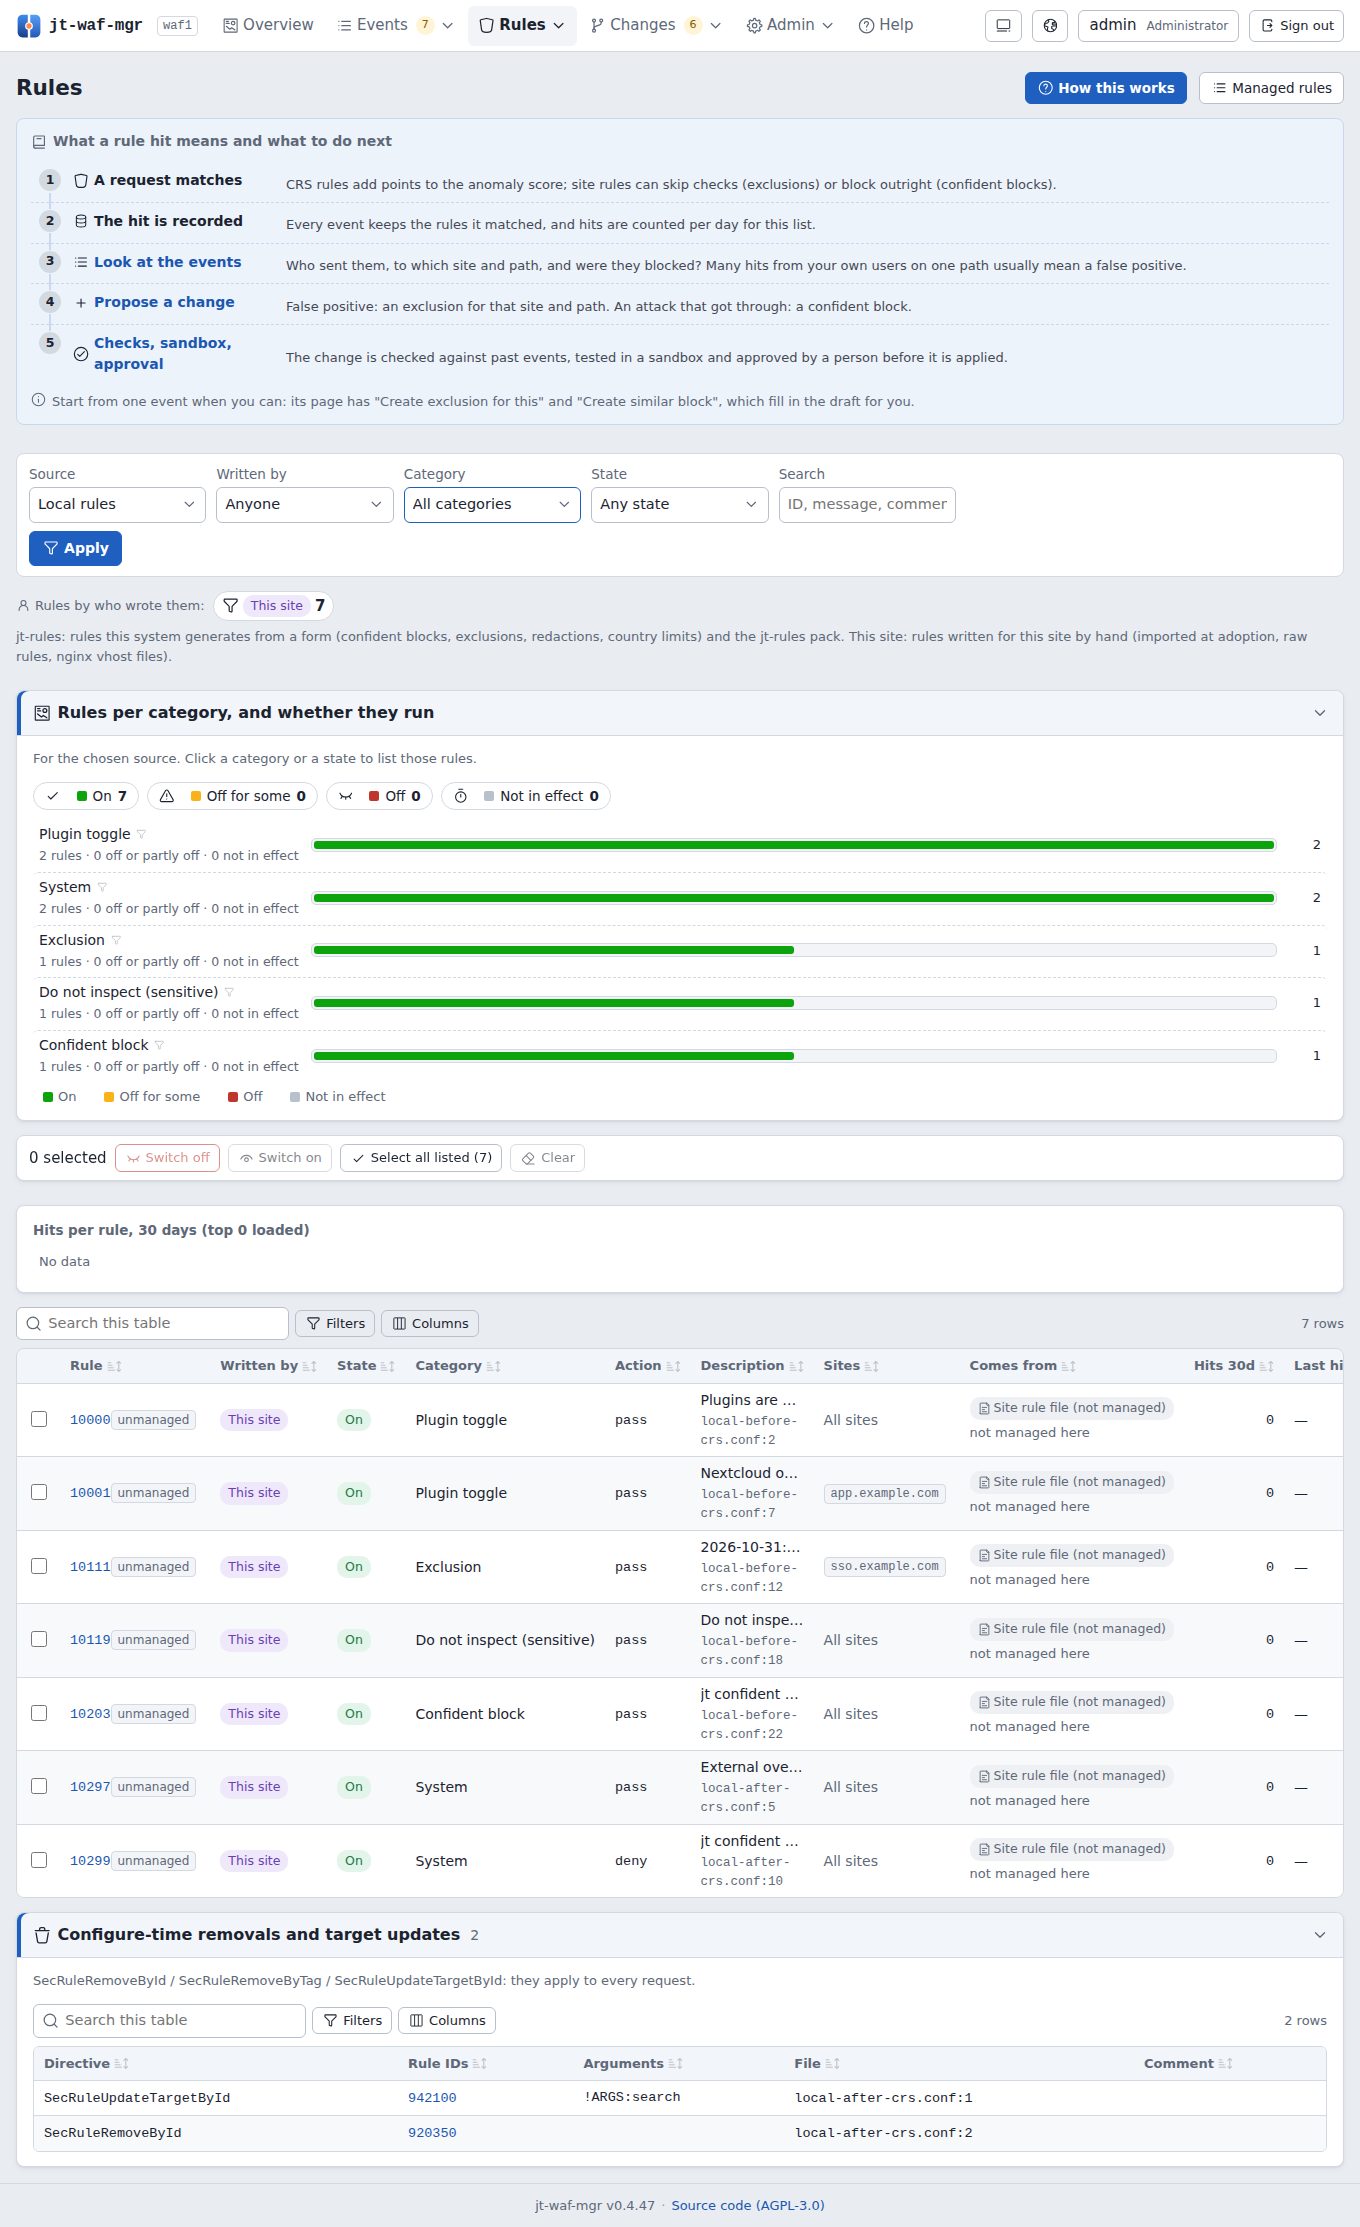 jt-waf-mgr waf1 Overview Events 7 Rules Changes 6 Admin Help admin Administrator Sign out
Rules How this works Managed rules
What a rule hit means and what to do next
1 A request matches CRS rules add points to the anomaly score; site rules can skip checks (exclusions) or block outright (confident blocks).
2 The hit is recorded Every event keeps the rules it matched, and hits are counted per day for this list.
3 Look at the events Who sent them, to which site and path, and were they blocked? Many hits from your own users on one path usually mean a false positive.
4 Propose a change False positive: an exclusion for that site and path. An attack that got through: a confident block.
5 Checks, sandbox, approval The change is checked against past events, tested in a sandbox and approved by a person before it is applied.
Start from one event when you can: its page has "Create exclusion for this" and "Create similar block", which fill in the draft for you.
Source Written by Category State Search
Local rules Anyone All categories Any state ID, message, commer
Apply
Rules by who wrote them: This site 7
jt-rules: rules this system generates from a form (confident blocks, exclusions, redactions, country limits) and the jt-rules pack. This site: rules written for this site by hand (imported at adoption, raw
rules, nginx vhost files).
Rules per category, and whether they run
For the chosen source. Click a category or a state to list those rules.
On 7 Off for some 0 Off 0 Not in effect 0
Plugin toggle
2 rules · 0 off or partly off · 0 not in effect 2
System
2 rules · 0 off or partly off · 0 not in effect 2
Exclusion
1 rules · 0 off or partly off · 0 not in effect 1
Do not inspect (sensitive)
1 rules · 0 off or partly off · 0 not in effect 1
Confident block
1 rules · 0 off or partly off · 0 not in effect 1
On Off for some Off Not in effect
0 selected Switch off Switch on Select all listed (7) Clear
Hits per rule, 30 days (top 0 loaded)
No data
Search this table Filters Columns 7 rows
Rule Written by State Category Action Description Sites Comes from Hits 30d Last hi
10000 unmanaged This site On Plugin toggle pass Plugins are … local-before-crs.conf:2 All sites Site rule file (not managed) not managed here 0 —
10001 unmanaged This site On Plugin toggle pass Nextcloud o… local-before-crs.conf:7 app.example.com Site rule file (not managed) not managed here 0 —
10111 unmanaged This site On Exclusion pass 2026-10-31:… local-before-crs.conf:12 sso.example.com Site rule file (not managed) not managed here 0 —
10119 unmanaged This site On Do not inspect (sensitive) pass Do not inspe… local-before-crs.conf:18 All sites Site rule file (not managed) not managed here 0 —
10203 unmanaged This site On Confident block pass jt confident … local-before-crs.conf:22 All sites Site rule file (not managed) not managed here 0 —
10297 unmanaged This site On System pass External ove… local-after-crs.conf:5 All sites Site rule file (not managed) not managed here 0 —
10299 unmanaged This site On System deny jt confident … local-after-crs.conf:10 All sites Site rule file (not managed) not managed here 0 —
Configure-time removals and target updates 2
SecRuleRemoveById / SecRuleRemoveByTag / SecRuleUpdateTargetById: they apply to every request.
Search this table Filters Columns 2 rows
Directive Rule IDs Arguments File Comment
SecRuleUpdateTargetById 942100 !ARGS:search local-after-crs.conf:1
SecRuleRemoveById 920350 local-after-crs.conf:2
jt-waf-mgr v0.4.47 · Source code (AGPL-3.0)